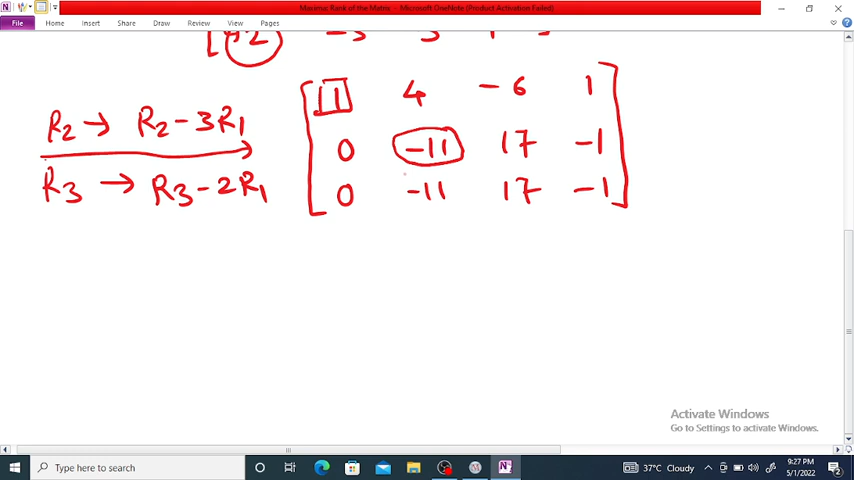 Maxima: Rank of the Matrix -- Microsoft OneNote (Product Activation Failed)
File Home Insert Share Draw Review View Pages
1 4 -6 1
R2 → R2-3R1
0 -11 17 -1
R3 → R3-2R1
0 -11 17 -1
Activate Windows
Go to Settings to activate Windows.
Type here to search
37°C Cloudy
9:27 PM
5/1/2022
2